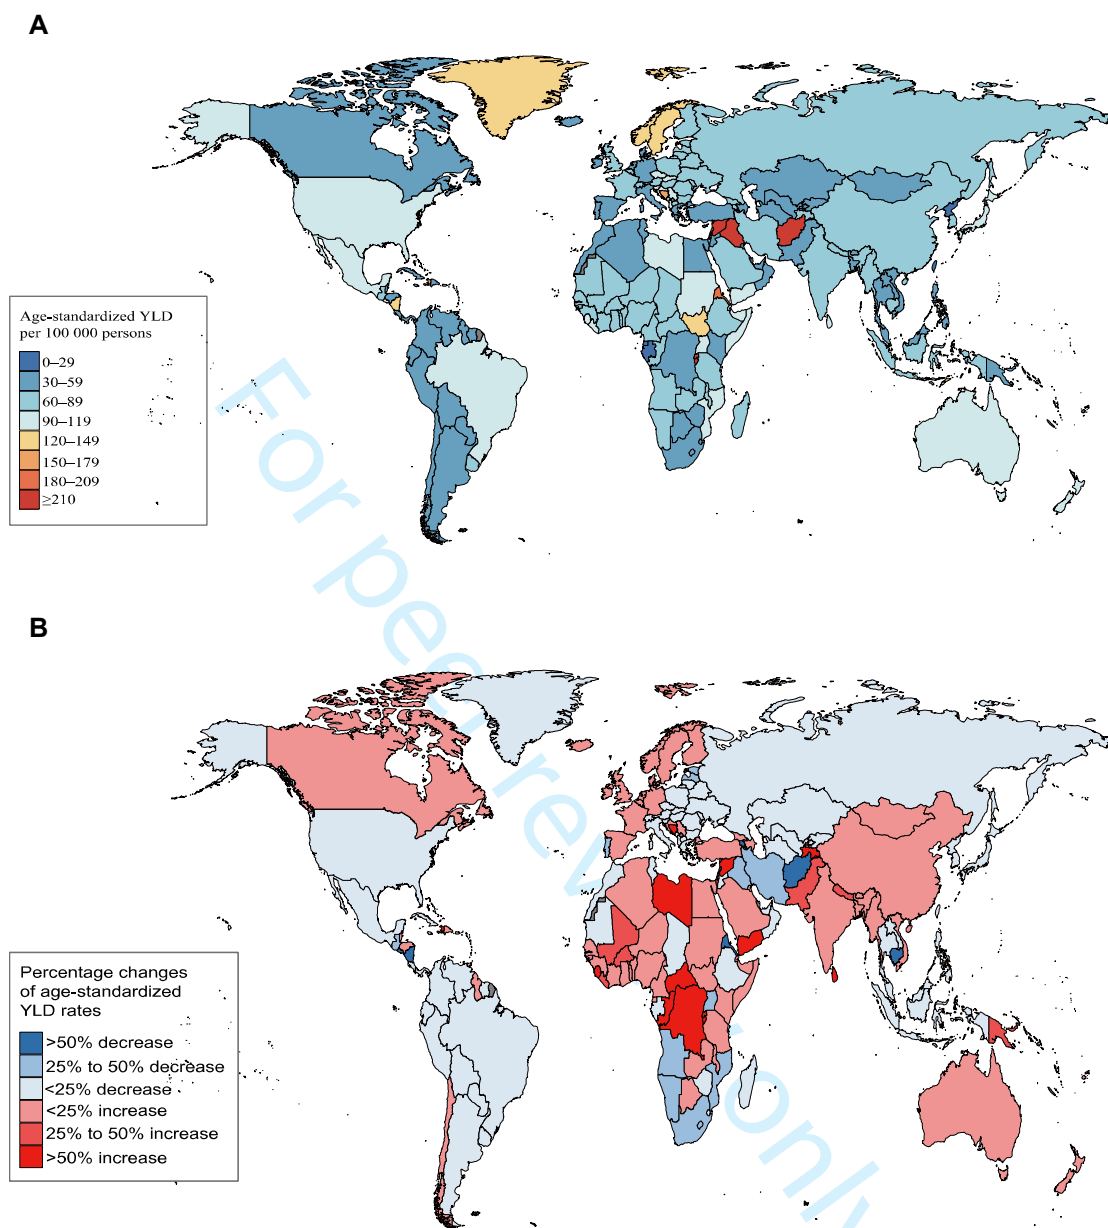 A
Age-standardized YLD
per 100 000 persons
0–29
30–59
60–89
90–119
120–149
150–179
180–209
≥210
For peer review only
B
Percentage changes
of age-standardized
YLD rates
>50% decrease
25% to 50% decrease
<25% decrease
<25% increase
25% to 50% increase
>50% increase